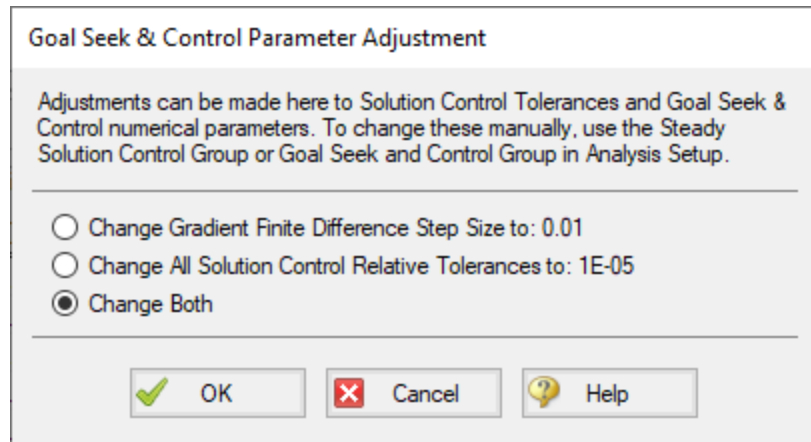 Goal Seek & Control Parameter Adjustment
Adjustments can be made here to Solution Control Tolerances and Goal Seek &
Control numerical parameters. To change these manually, use the Steady
Solution Control Group or Goal Seek and Control Group in Analysis Setup.
Change Gradient Finite Difference Step Size to: 0.01
Change All Solution Control Relative Tolerances to: 1E-05
Change Both
OK
Cancel
Help